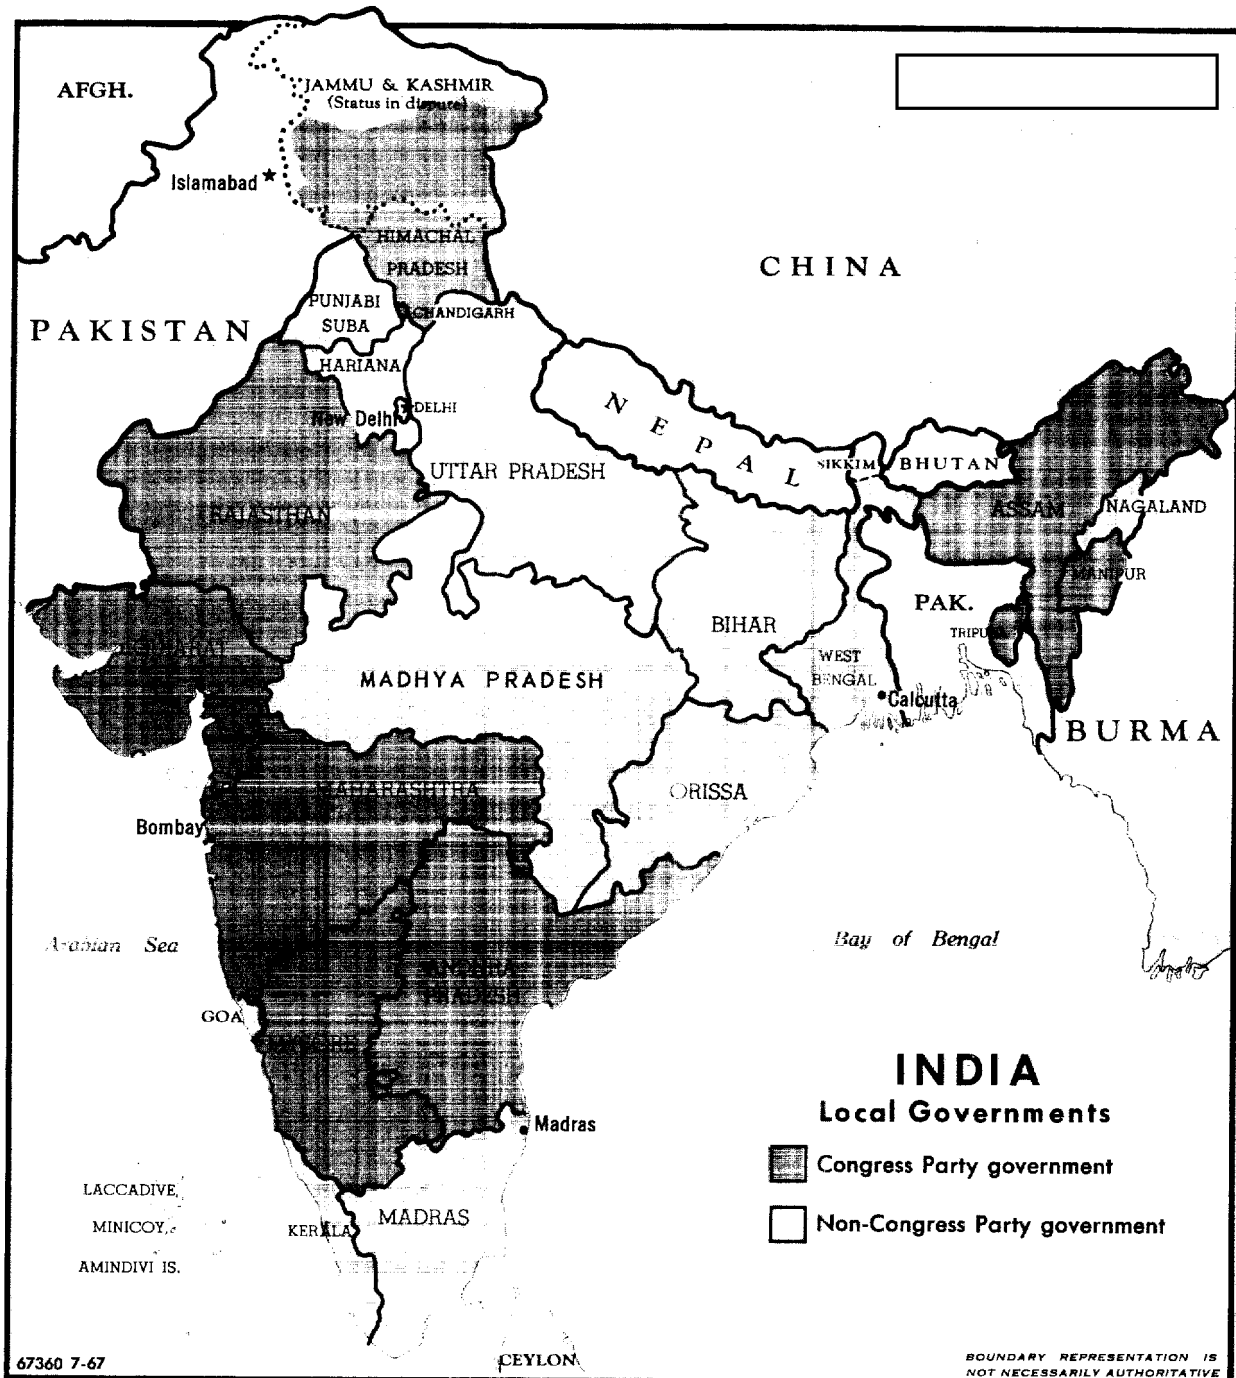 AFGH.
JAMMU & KASHMIR
(Status in dispute)
Islamabad
HIMACHAL
PRADESH
CHINA
PUNJABI
SUBA
CHANDIGARH
PAKISTAN
HARIANA
New Delhi
DELHI
NEPAL
UTTAR PRADESH
SIKKIM
BHUTAN
RAJASTHAN
ASSAM
NAGALAND
MANIPUR
PAK.
BIHAR
TRIPURA
GUJARAT
WEST
BENGAL
MADHYA PRADESH
Calcutta
BURMA
MAHARASHTRA
ORISSA
Bombay
Arabian Sea
Bay of Bengal
ANDHRA
PRADESH
GOA
MYSORE
INDIA
Local Governments
Madras
Congress Party government
LACCADIVE,
MINICOY,
AMINDIVI IS.
KERALA
MADRAS
Non-Congress Party government
CEYLON
67360 7-67
BOUNDARY REPRESENTATION IS
NOT NECESSARILY AUTHORITATIVE